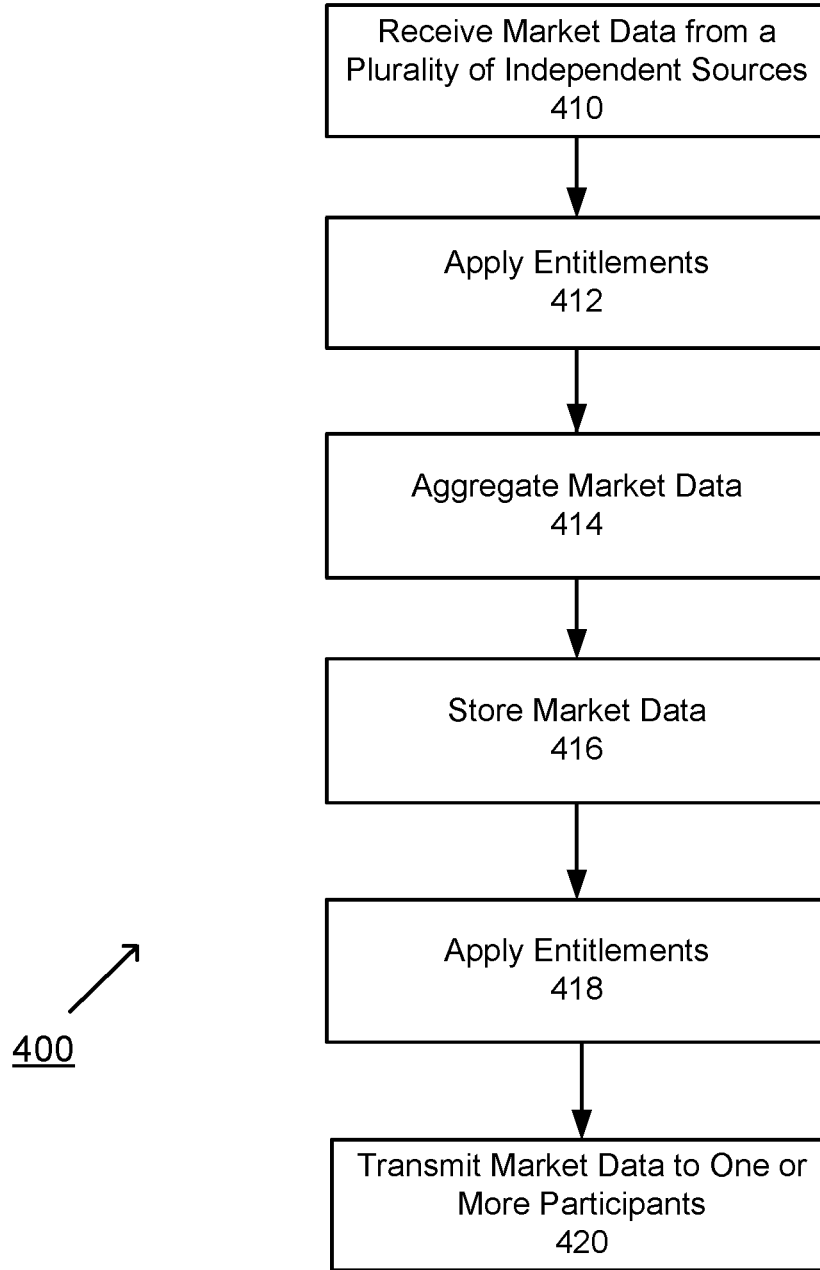 Receive Market Data from a
Plurality of Independent Sources
410
Apply Entitlements
412
Aggregate Market Data
414
Store Market Data
416
Apply Entitlements
418
400
Transmit Market Data to One or
More Participants
420